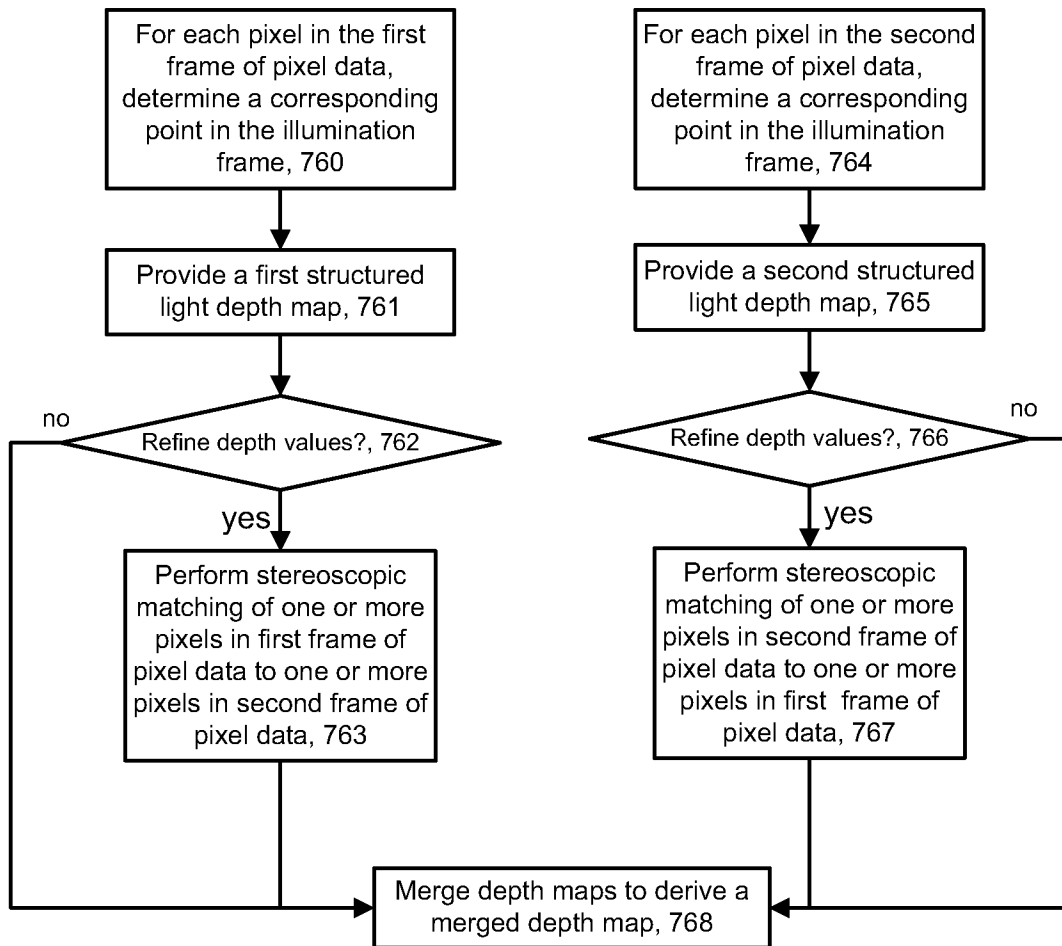 For each pixel in the first
frame of pixel data,
determine a corresponding
point in the illumination
frame, 760
Provide a first structured
light depth map, 761
no
Refine depth values?, 762
yes
Perform stereoscopic
matching of one or more
pixels in first frame of
pixel data to one or more
pixels in second frame of
pixel data, 763
For each pixel in the second
frame of pixel data,
determine a corresponding
point in the illumination
frame, 764
Provide a second structured
light depth map, 765
no
Refine depth values?, 766
yes
Perform stereoscopic
matching of one or more
pixels in second frame of
pixel data to one or more
pixels in first frame of
pixel data, 767
Merge depth maps to derive a
merged depth map, 768